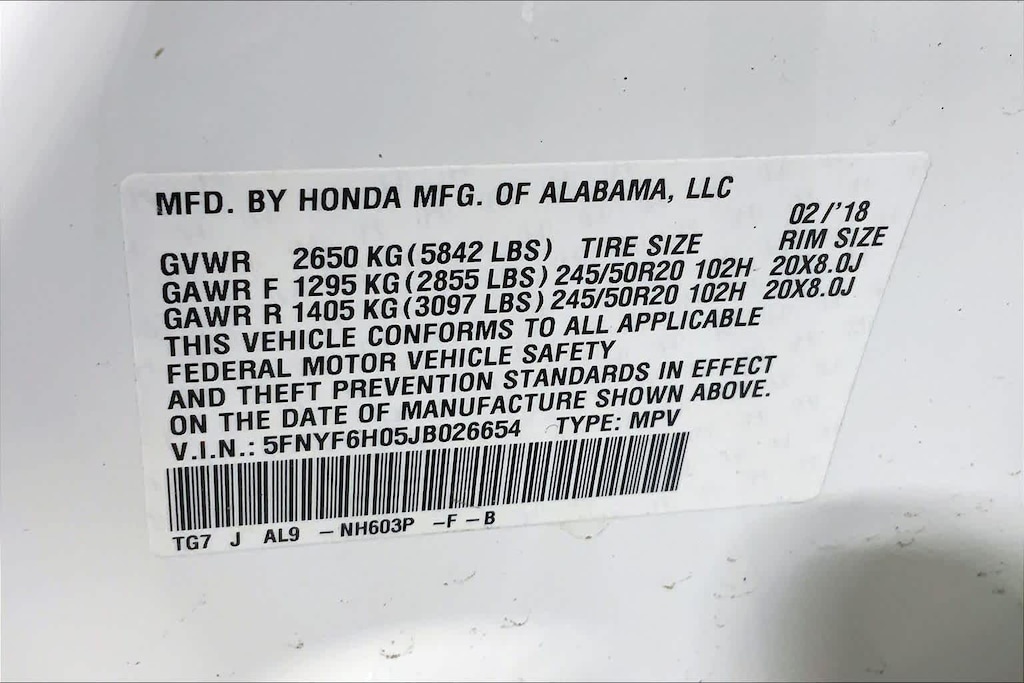 MFD. BY HONDA MFG. OF ALABAMA, LLC
02/'18
GVWR 2650 KG (5842 LBS) TIRE SIZE RIM SIZE
GAWR F 1295 KG (2855 LBS) 245/50R20 102H 20X8.0J
GAWR R 1405 KG (3097 LBS) 245/50R20 102H 20X8.0J
THIS VEHICLE CONFORMS TO ALL APPLICABLE
FEDERAL MOTOR VEHICLE SAFETY
AND THEFT PREVENTION STANDARDS IN EFFECT
ON THE DATE OF MANUFACTURE SHOWN ABOVE.
V.I.N.: 5FNYF6H05JB026654 TYPE: MPV
TG7 J AL9 – NH603P –F – B